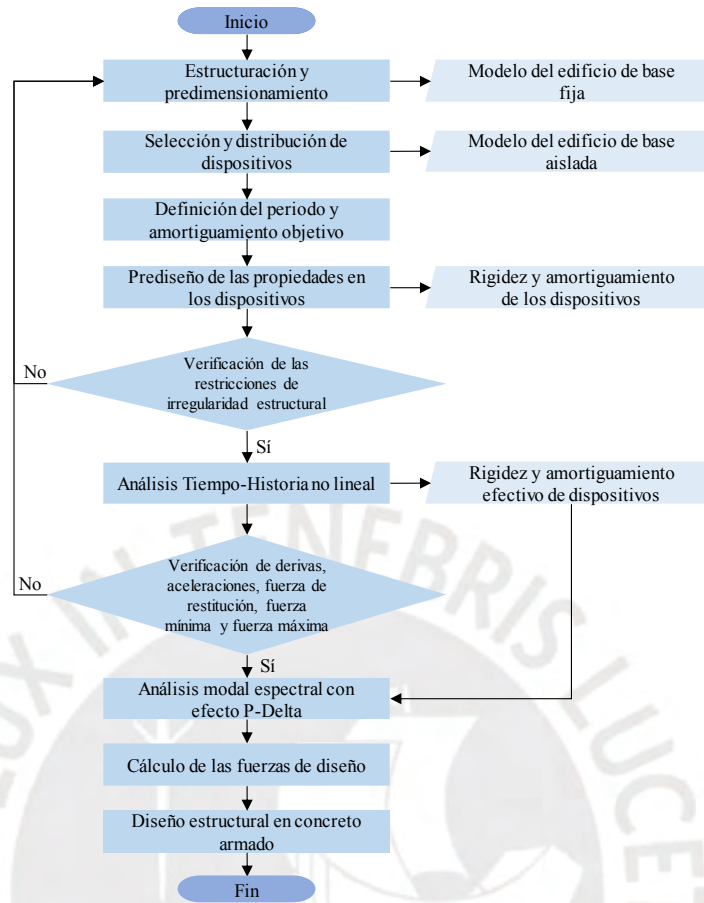 Inicio
Estructuración y
predimensionamiento
Modelo del edificio de base
fija
Selección y distribución de
dispositivos
Modelo del edificio de base
aislada
Definición del periodo y
amortiguamiento objetivo
Prediseño de las propiedades en
los dispositivos
Rigidez y amortiguamiento
de los dispositivos
No
Verificación de las
restricciones de
irregularidad estructural
Sí
Análisis Tiempo-Historia no lineal
Rigidez y amortiguamiento
efectivo de dispositivos
No
Verificación de derivas,
aceleraciones, fuerza de
restitución, fuerza
mínima y fuerza máxima
Sí
Análisis modal espectral con
efecto P-Delta
Cálculo de las fuerzas de diseño
Diseño estructural en concreto
armado
Fin
LUX IN TENEBRIS LUCET